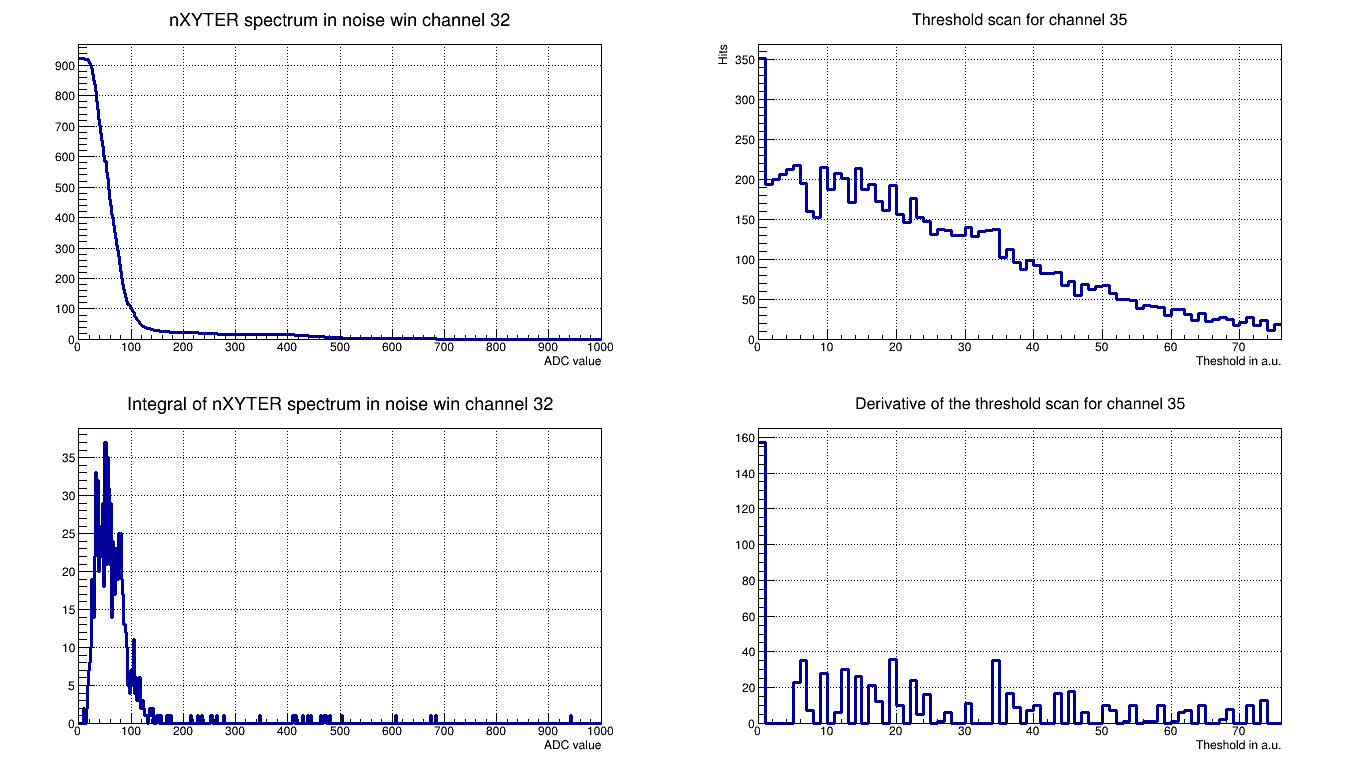 nXYTER spectrum in noise win channel 32
900
800
700
600
500
400
300
200
100
0
0 100 200 300 400 500 600 700 800 900 1000
ADC value
Threshold scan for channel 35
Hits
350
300
250
200
150
100
50
0
0 10 20 30 40 50 60 70
Theshold in a.u.
Integral of nXYTER spectrum in noise win channel 32
35
30
25
20
15
10
5
0
0 100 200 300 400 500 600 700 800 900 1000
ADC value
Derivative of the threshold scan for channel 35
160
140
120
100
80
60
40
20
0
0 10 20 30 40 50 60 70
Theshold in a.u.